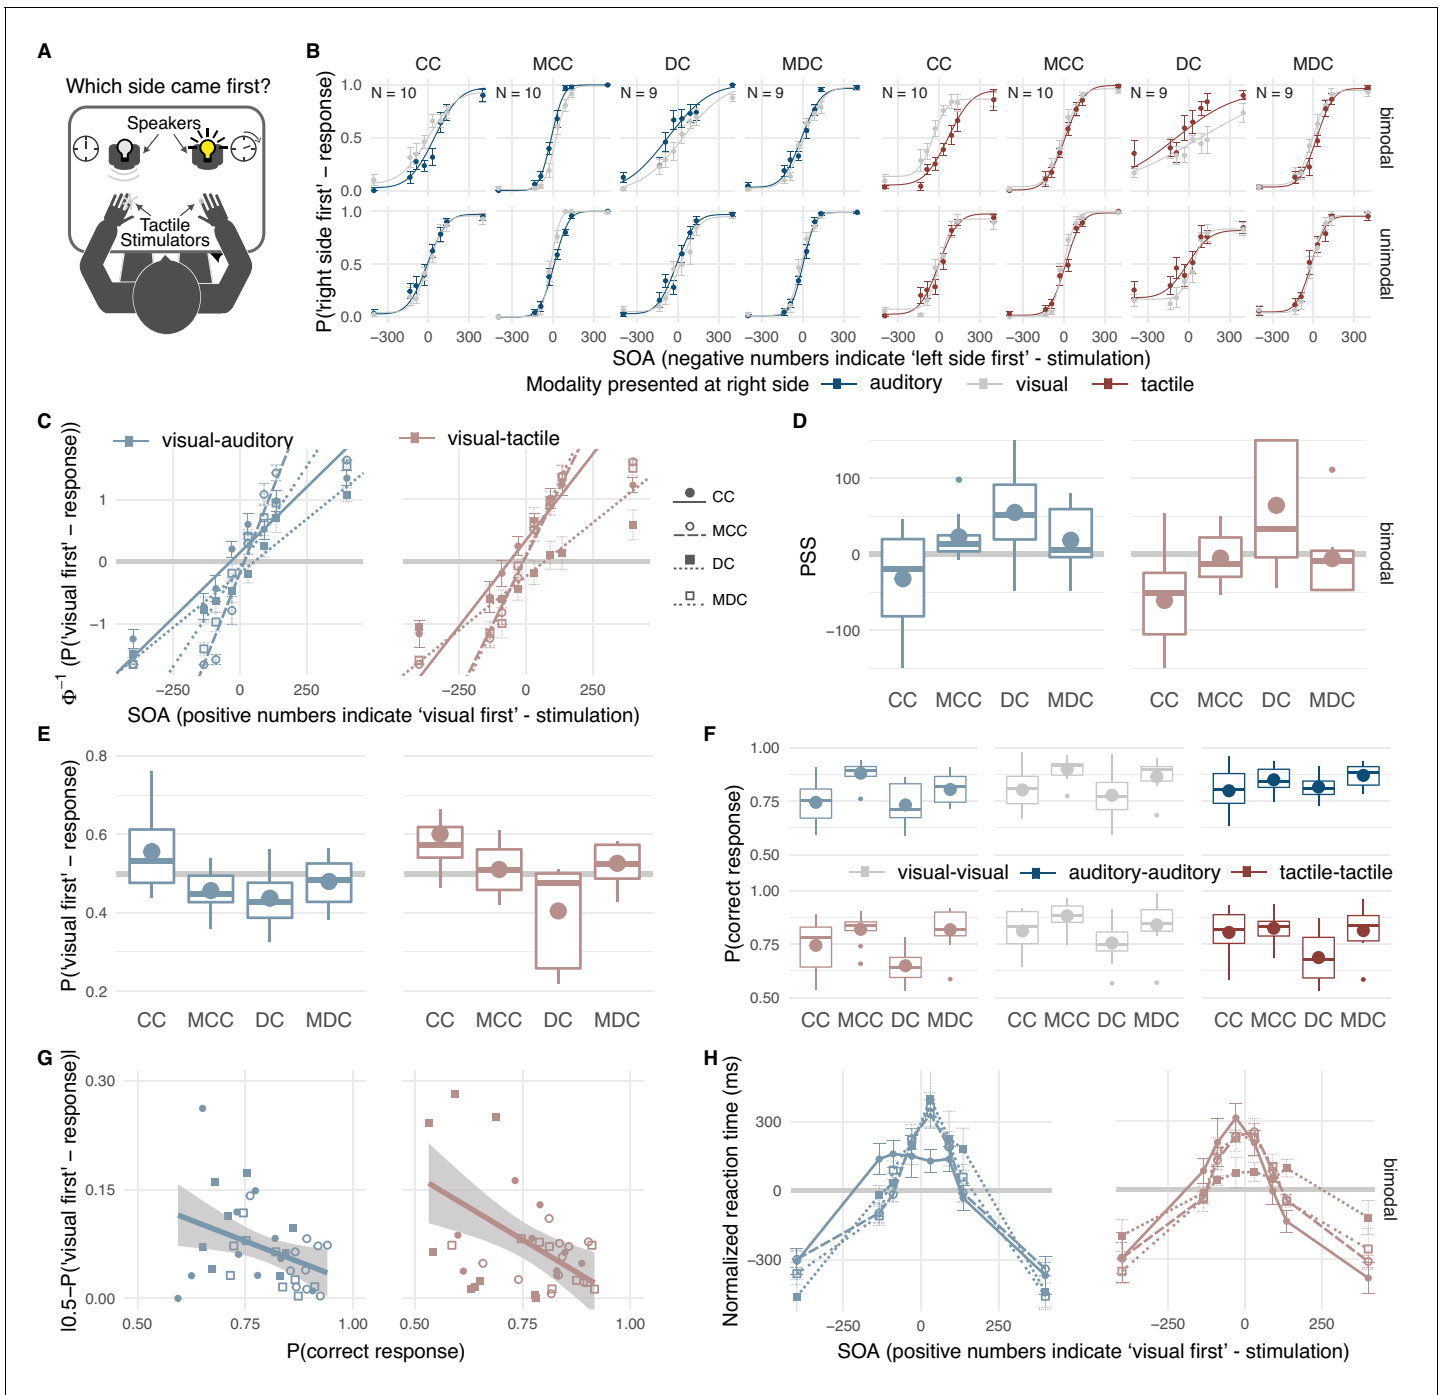 A
Which side came first?
Speakers
Tactile
Stimulators
B
CC MCC DC MDC CC MCC DC MDC
P('right side first' – response)
1.0
0.5
0.0
N = 10 N = 10 N = 9 N = 9 N = 10 N = 10 N = 9 N = 9
bimodal
1.0
0.5
0.0
unimodal
−300 0 300 −300 0 300 −300 0 300 −300 0 300 −300 0 300 −300 0 300 −300 0 300 −300 0 300
SOA (negative numbers indicate ‘left side first’ - stimulation)
Modality presented at right side auditory visual tactile
C
visual-auditory visual-tactile
Φ−1 (P('visual first' – response))
1
0
−1
−250 0 250 −250 0 250
SOA (positive numbers indicate ‘visual first’ - stimulation)
CC
MCC
DC
MDC
D
PSS
100
0
−100
CC MCC DC MDC CC MCC DC MDC
bimodal
E
P('visual first' – response)
0.8
0.6
0.4
0.2
CC MCC DC MDC CC MCC DC MDC
F
P(correct response)
1.00
0.75
0.50
visual-visual auditory-auditory tactile-tactile
1.00
0.75
0.50
CC MCC DC MDC CC MCC DC MDC CC MCC DC MDC
G
|0.5−P('visual first' – response)|
0.30
0.15
0.00
0.50 0.75 1.00 0.50 0.75 1.00
P(correct response)
H
Normalized reaction time (ms)
300
0
−300
−250 0 250 −250 0 250
SOA (positive numbers indicate ‘visual first’ - stimulation)
bimodal